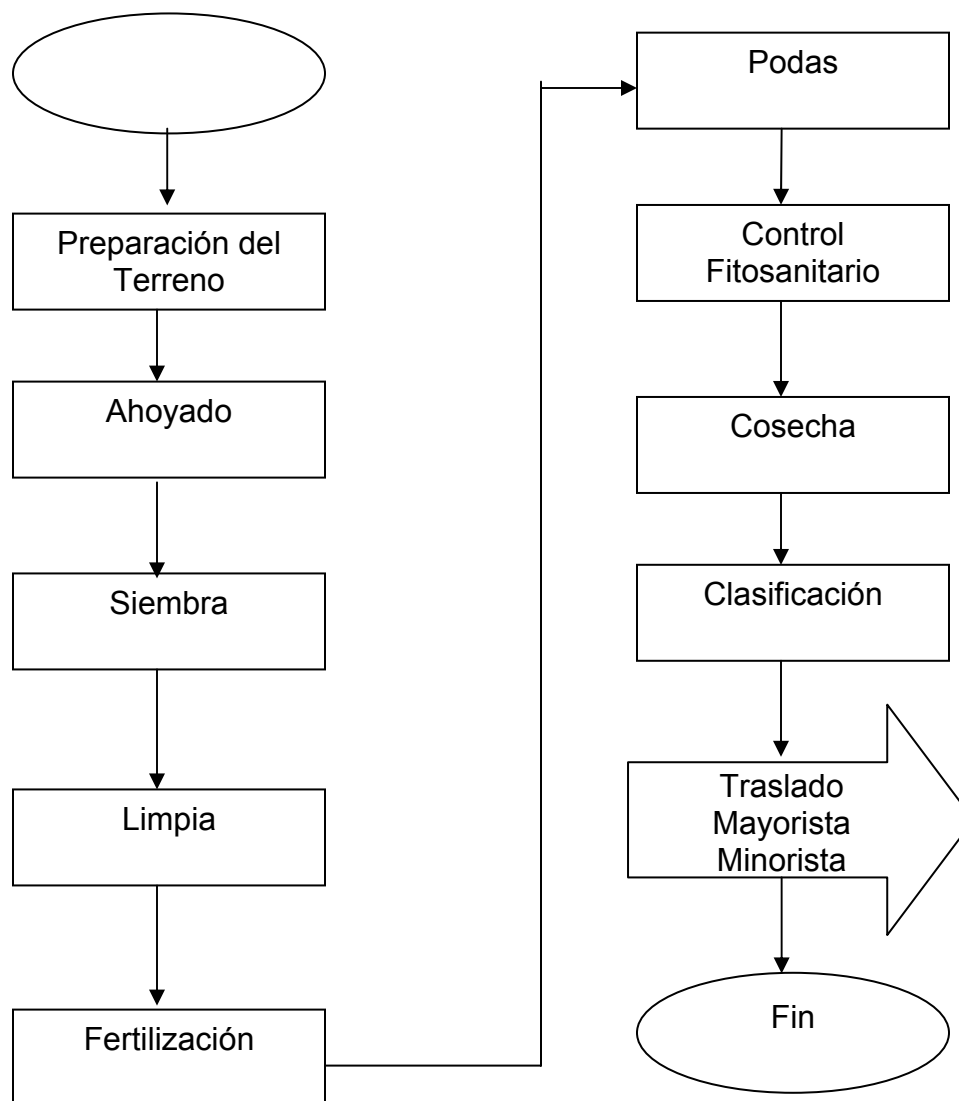 Preparación del
Terreno
Ahoyado
Siembra
Limpia
Fertilización
Podas
Control
Fitosanitario
Cosecha
Clasificación
Traslado
Mayorista
Minorista
Fin